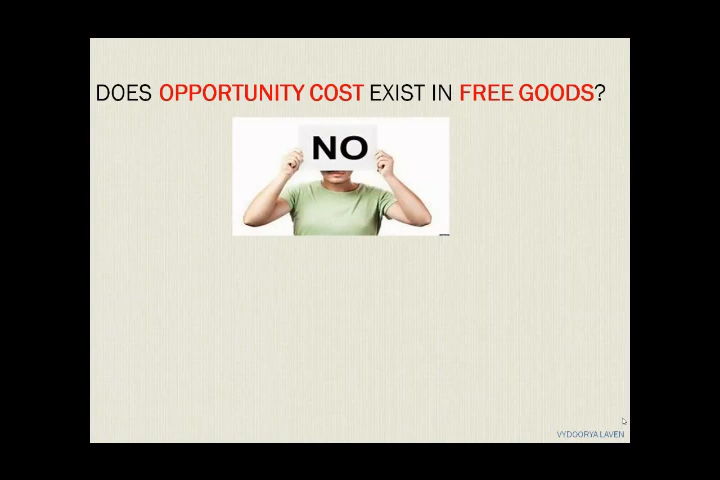 DOES OPPORTUNITY COST EXIST IN FREE GOODS?
NO
VYDOORYA LAVEN